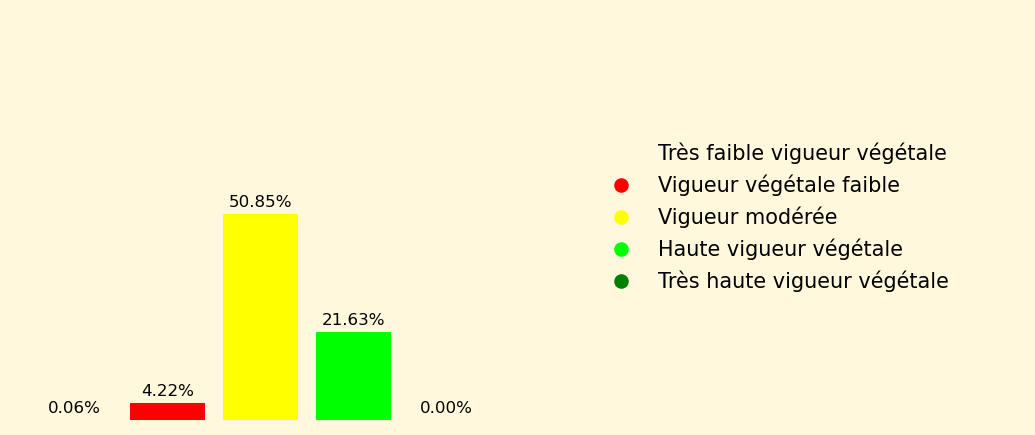 50.85%
21.63%
4.22%
0.06%
0.00%
Très faible vigueur végétale
Vigueur végétale faible
Vigueur modérée
Haute vigueur végétale
Très haute vigueur végétale